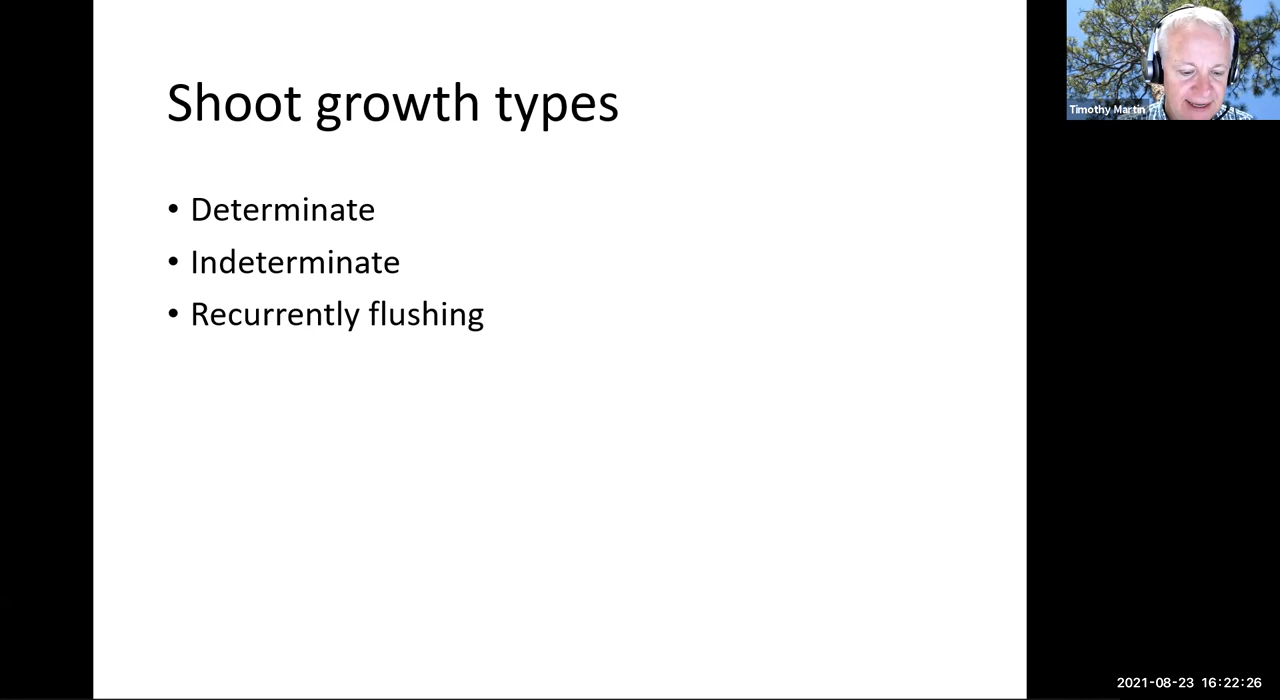 Shoot growth types
• Determinate
• Indeterminate
• Recurrently flushing
Timothy Martin
2021-08-23 16:22:26